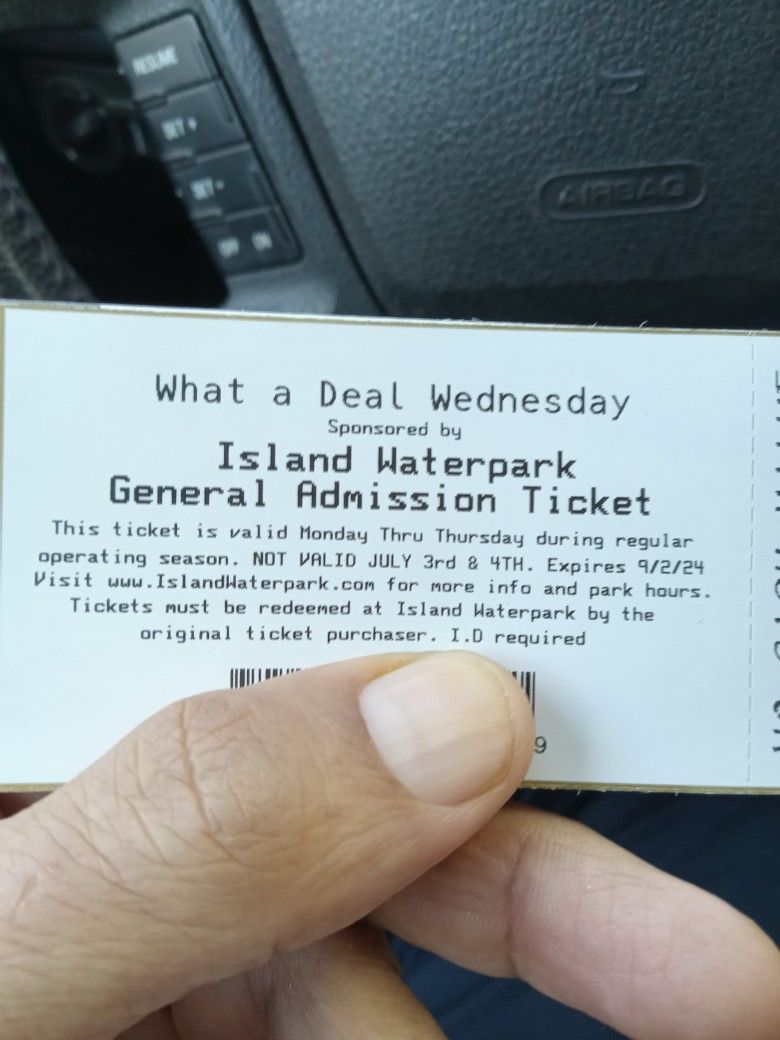 RESUME
SET +
SET -
OFF ON
AIRBAG
What a Deal Wednesday
Sponsored by
Island Waterpark
General Admission Ticket
This ticket is valid Monday Thru Thursday during regular
operating season. NOT VALID JULY 3rd & 4TH. Expires 9/2/24
Visit www.IslandWaterpark.com for more info and park hours.
Tickets must be redeemed at Island Waterpark by the
original ticket purchaser. I.D required
9